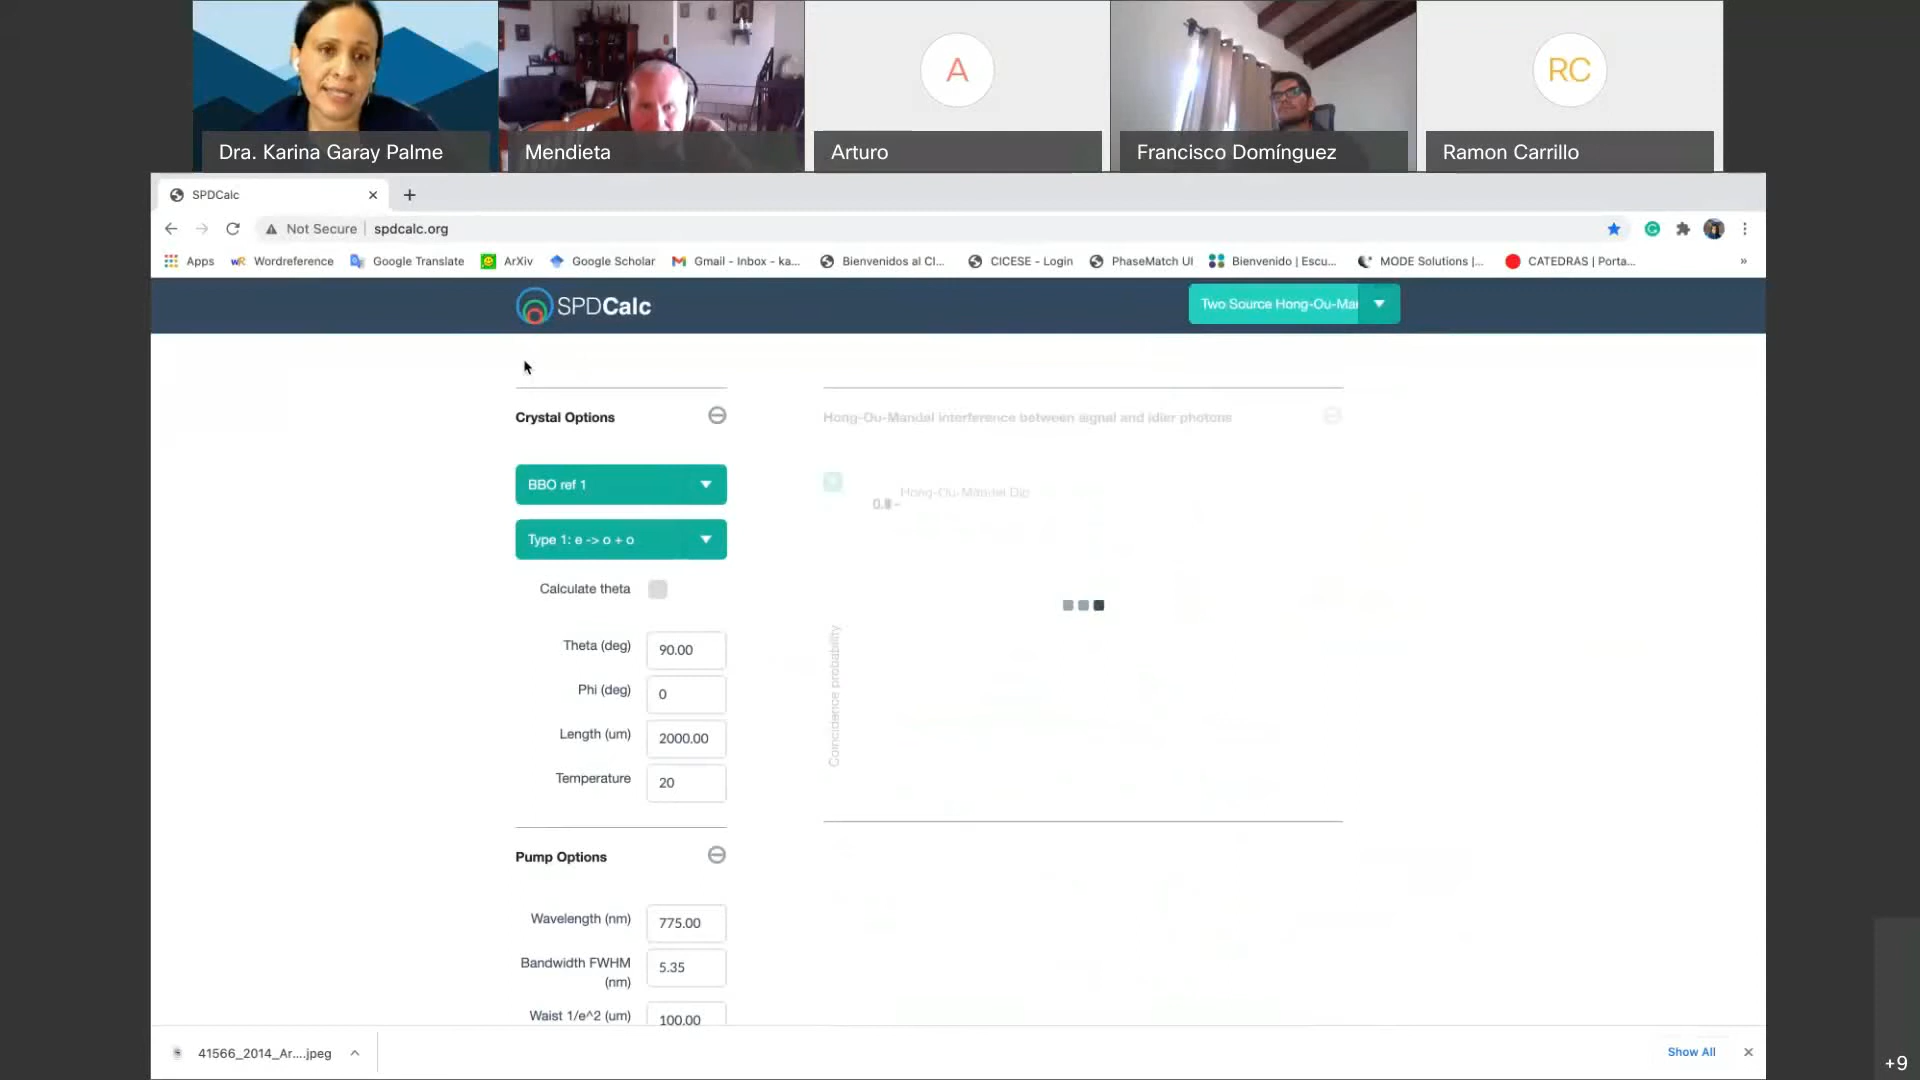 A
RC
Dra. Karina Garay Palme
Mendieta
Arturo
Francisco Domínguez
Ramon Carrillo
SPDCalc
Not Secure
spdcalc.org
Apps
Wordreference
Google Translate
ArXiv
Google Scholar
Gmail - Inbox - ka...
Bienvenidos al CI...
CICESE - Login
PhaseMatch UI
Bienvenido | Escu...
MODE Solutions |...
CATEDRAS | Porta...
»
SPDCalc
Two Source Hong-Ou-Man
Crystal Options
Hong-Ou-Mandel interference between signal and idler photons
BBO ref 1
Hong-Ou-Mandel Dip
Type 1: e -> o + o
Calculate theta
Theta (deg)
90.00
Phi (deg)
0
Length (um)
2000.00
Temperature
20
Coincidence probability
Pump Options
Wavelength (nm)
775.00
Bandwidth FWHM
(nm)
5.35
Waist 1/e^2 (um)
100.00
41566_2014_Ar....jpeg
Show All
+9